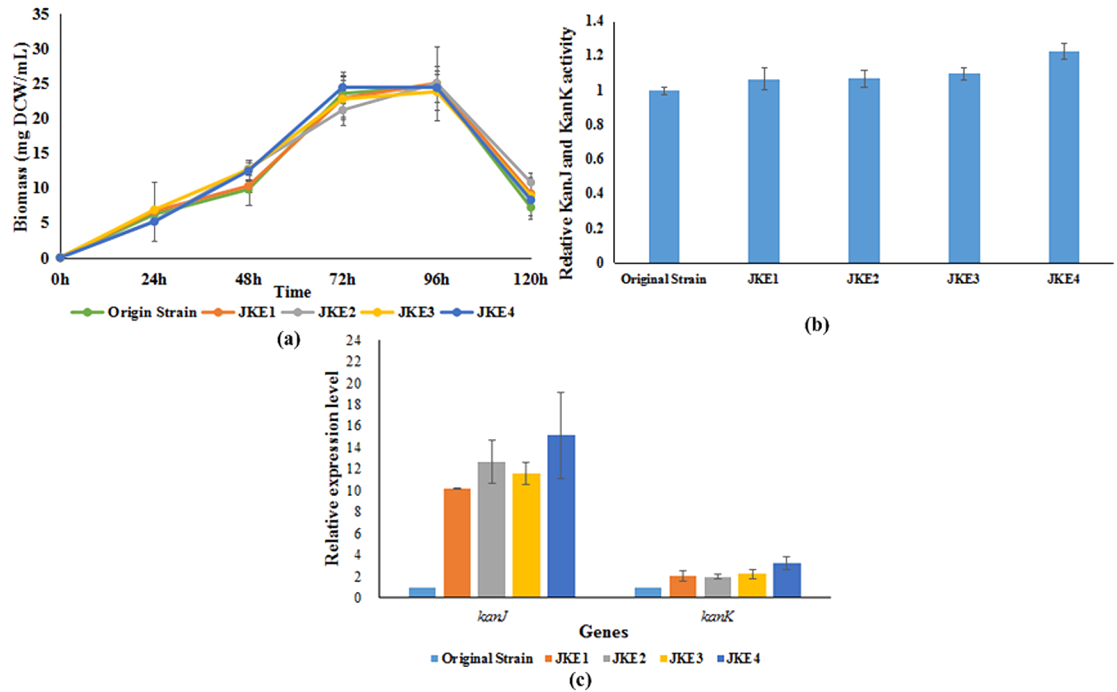 Biomass (mg DCW/mL)
35
30
25
20
15
10
5
0
0h 24h 48h 72h 96h 120h
Time
Origin Strain JKE1 JKE2 JKE3 JKE4
(a)
Relative KanJ and KanK activity
1.4
1.2
1
0.8
0.6
0.4
0.2
0
Original Strain JKE1 JKE2 JKE3 JKE4
(b)
Relative expression level
24
22
20
18
16
14
12
10
8
6
4
2
0
kanJ kanK
Genes
Original Strain JKE1 JKE2 JKE3 JKE4
(c)